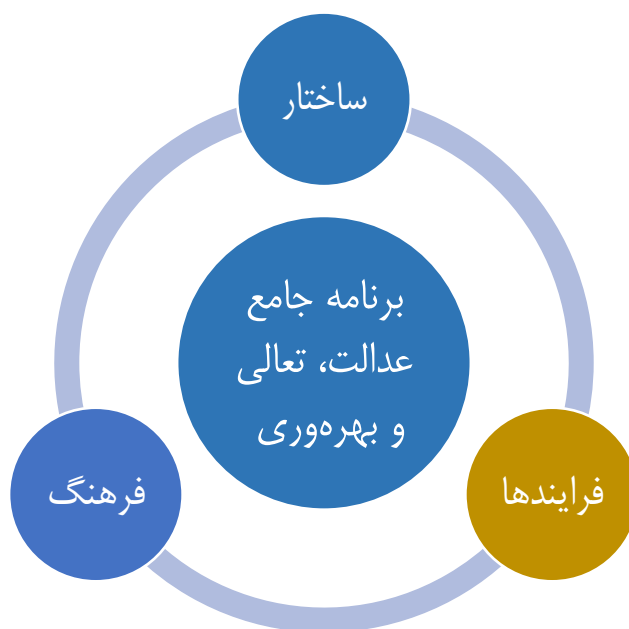 ساختار
برنامه جامع
عدالت، تعالی
و بهره‌وری
فرایندها
فرهنگ